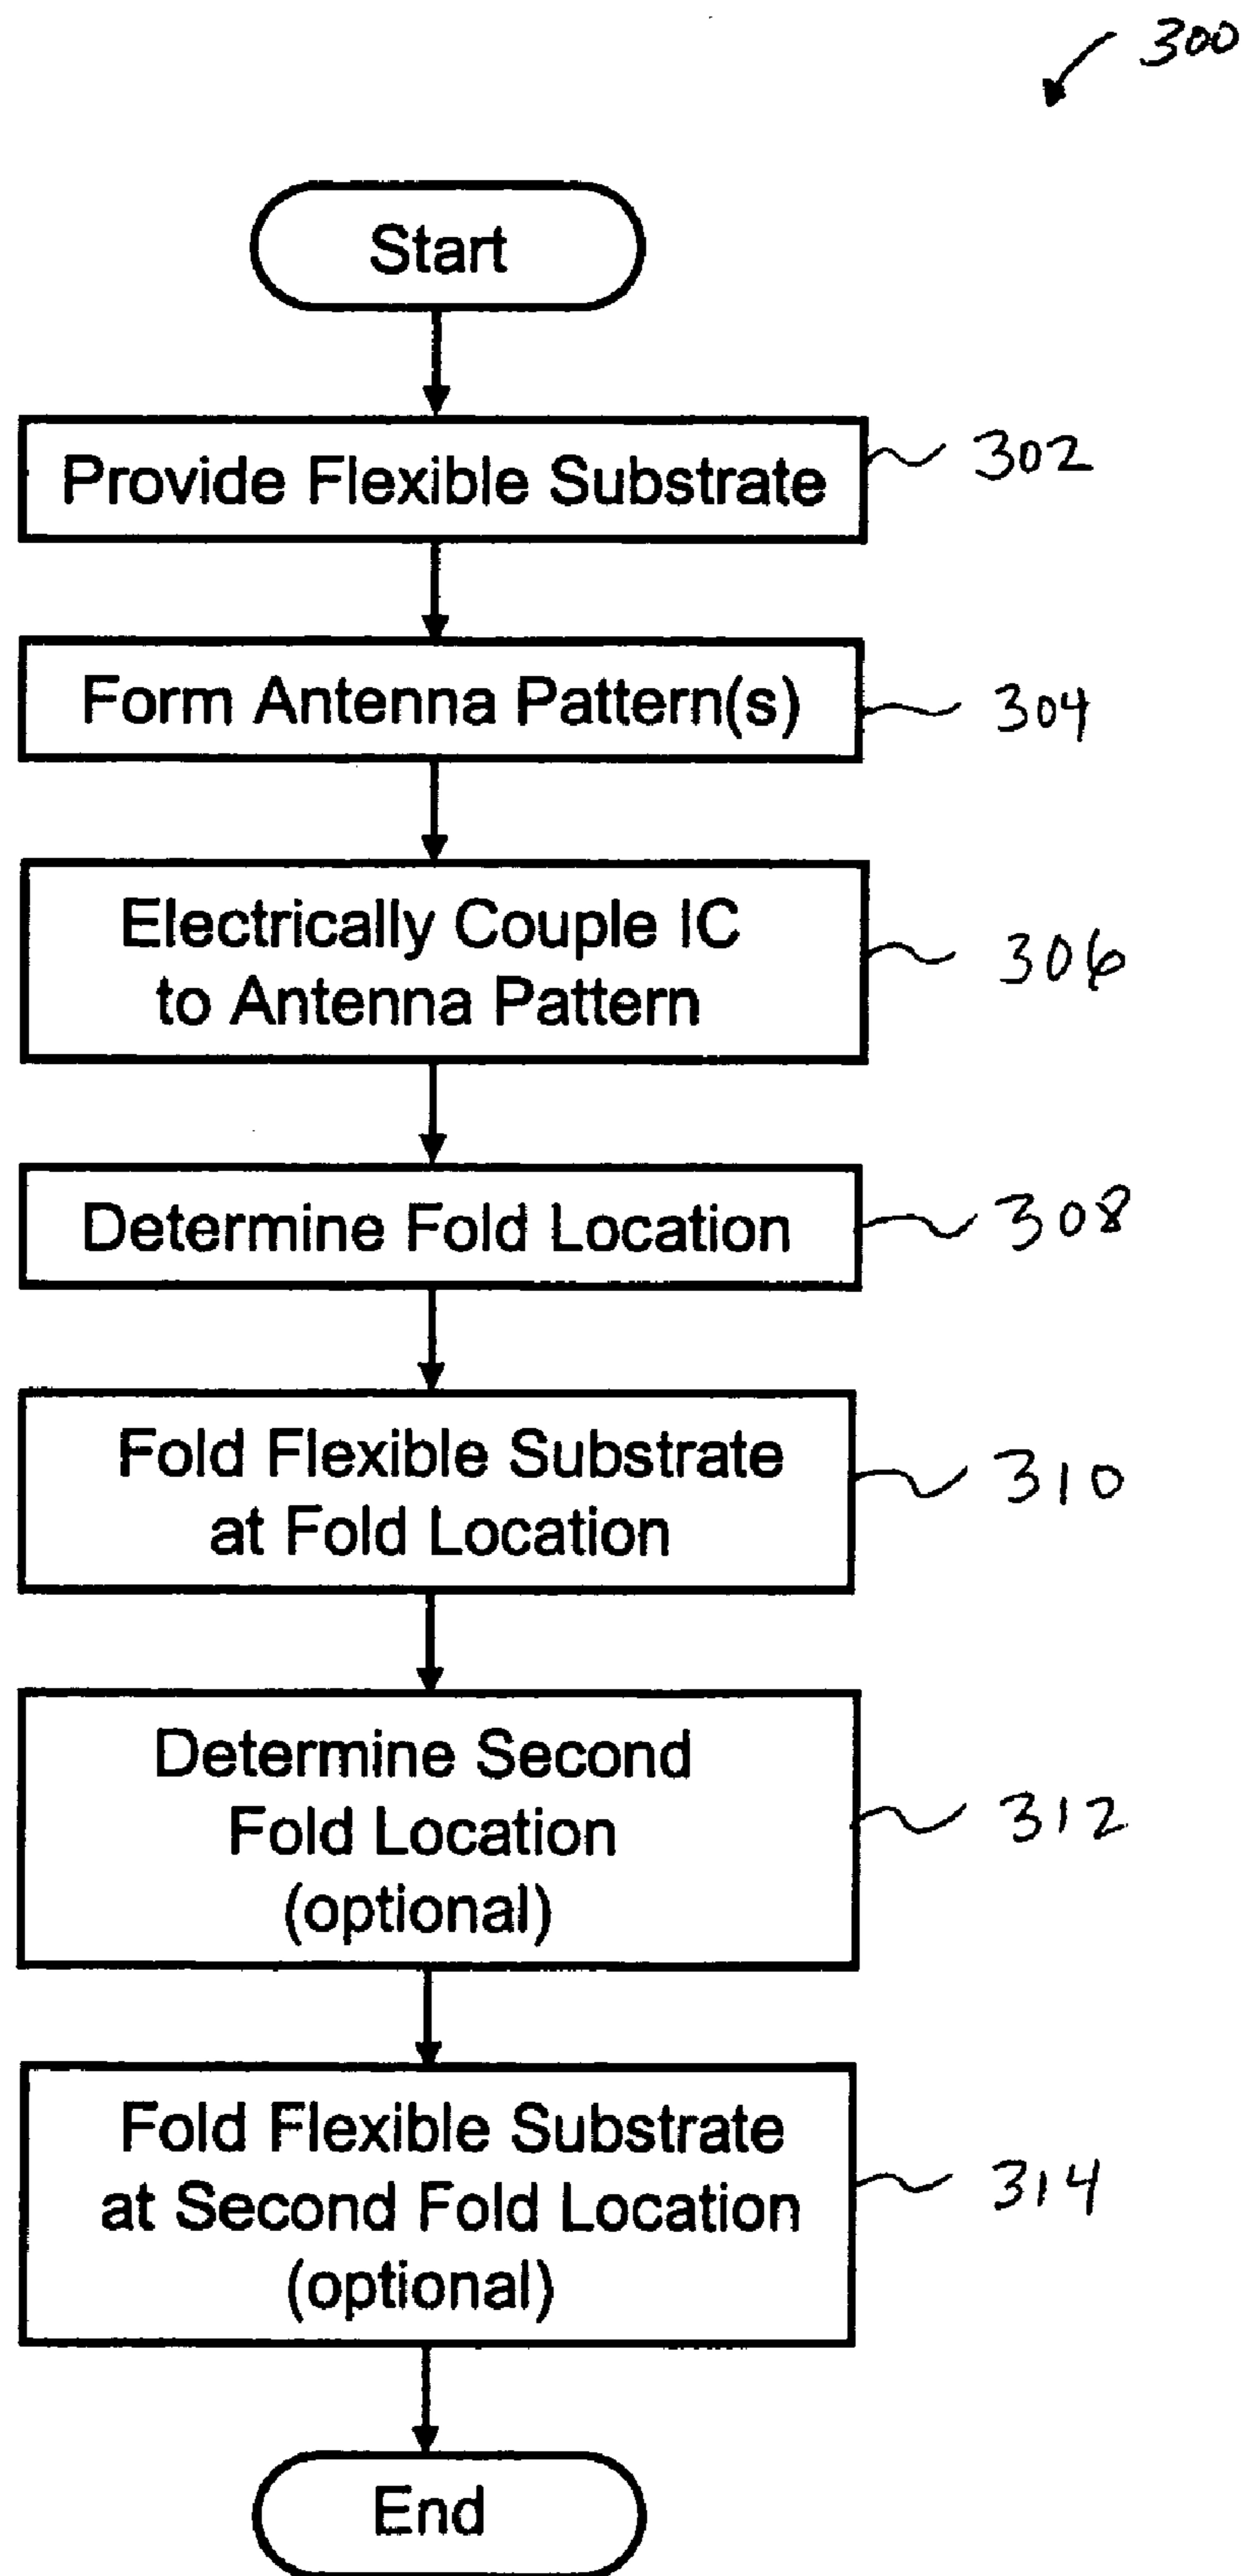 300
Start
Provide Flexible Substrate
302
Form Antenna Pattern(s)
304
Electrically Couple IC
to Antenna Pattern
306
Determine Fold Location
308
Fold Flexible Substrate
at Fold Location
310
Determine Second
Fold Location
(optional)
312
Fold Flexible Substrate
at Second Fold Location
(optional)
314
End